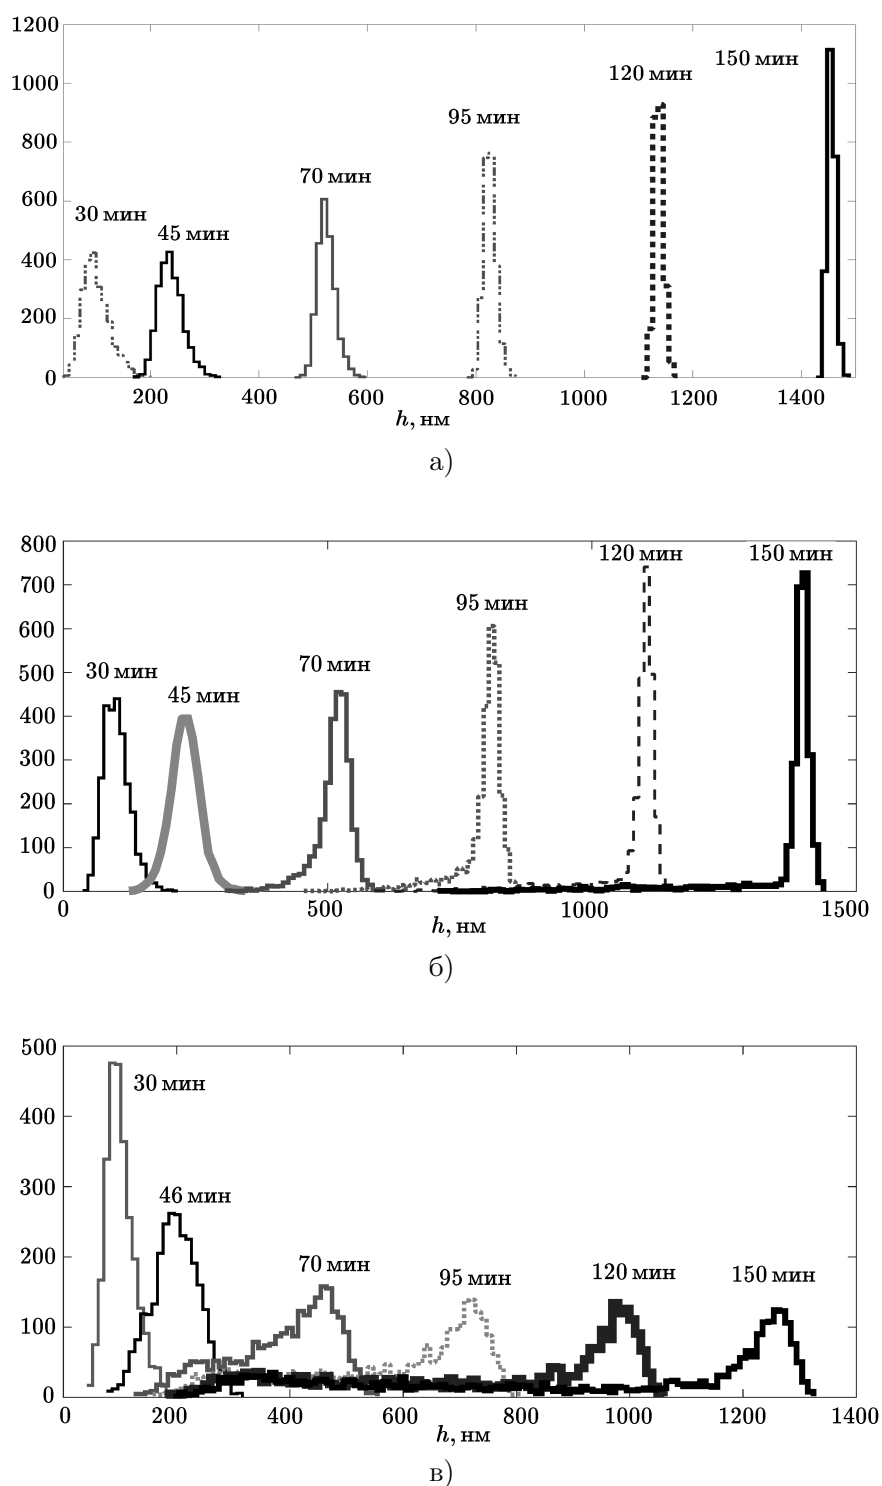 1200
150 мин
120 мин
1000
95 мин
800
70 мин
600
30 мин
45 мин
400
200
0
200 400 600 800 1000 1200 1400
h, нм
а)
800
120 мин 150 мин
700
95 мин
600
30 мин 70 мин
500
45 мин
400
300
200
100
0
0 500 1000 1500
h, нм
б)
500
30 мин
400
300
46 мин
200
70 мин 95 мин 120 мин 150 мин
100
0
0 200 400 600 800 1000 1200 1400
h, нм
в)